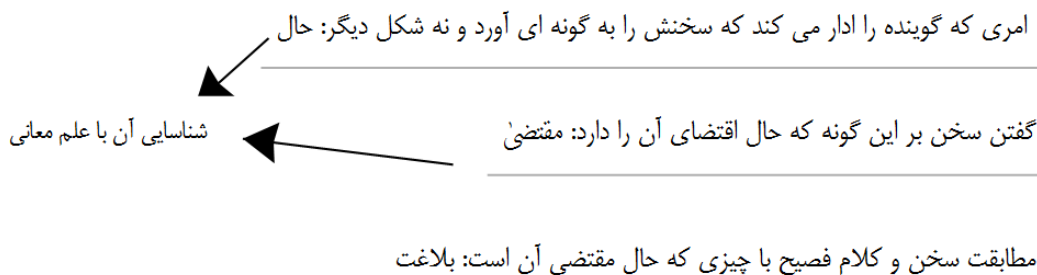 امری که گوینده را ادار می کند که سخنش را به گونه ای آورد و نه شکل دیگر: حال
گفتن سخن بر این گونه که حال اقتضای آن را دارد: مقتضیٰ
شناسایی آن با علم معانی
مطابقت سخن و کلام فصیح با چیزی که حال مقتضی آن است: بلاغت